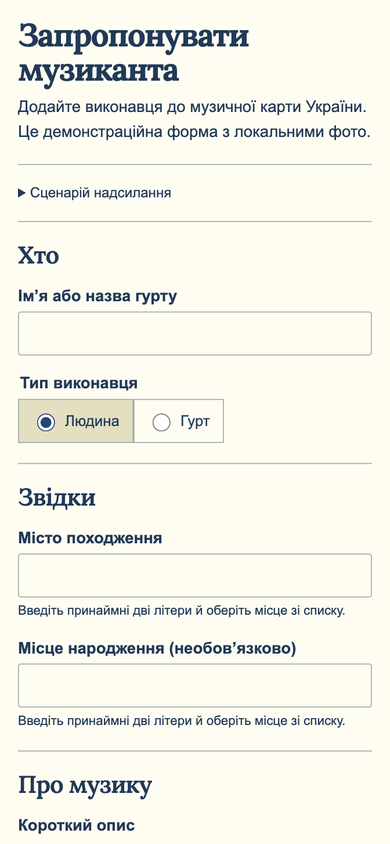 Запропонувати
музиканта
Додайте виконавця до музичної карти України.
Це демонстраційна форма з локальними фото.
Сценарій надсилання
Хто
Ім’я або назва гурту
Тип виконавця
Людина
Гурт
Звідки
Місто походження
Введіть принаймні дві літери й оберіть місце зі списку.
Місце народження (необов’язково)
Введіть принаймні дві літери й оберіть місце зі списку.
Про музику
Короткий опис